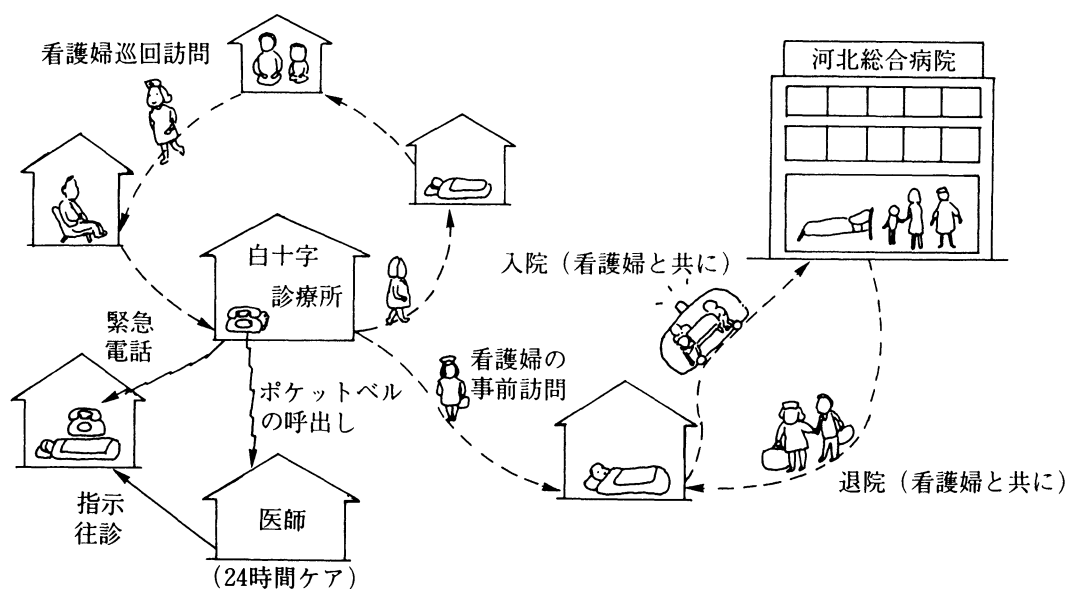 看護婦巡回訪問
河北総合病院
白十字
診療所
入院（看護婦と共に）
緊急
電話
看護婦の
事前訪問
ポケットベル
の呼出し
退院（看護婦と共に）
指示
往診
医師
（24時間ケア）